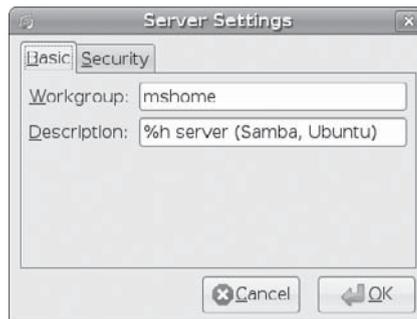 Server Settings
Basic Security
Workgroup: mshome
Description: %h server (Samba, Ubuntu)
Cancel OK